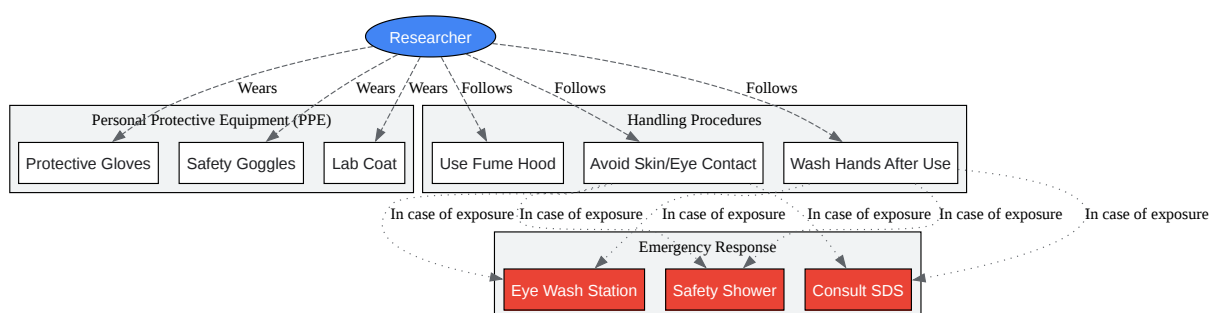 Researcher
Wears
Wears
Wears
Follows
Follows
Follows
Personal Protective Equipment (PPE)
Handling Procedures
Protective Gloves
Safety Goggles
Lab Coat
Use Fume Hood
Avoid Skin/Eye Contact
Wash Hands After Use
In case of exposure
In case of exposure
In case of exposure
In case of exposure
In case of exposure
In case of exposure
Emergency Response
Eye Wash Station
Safety Shower
Consult SDS